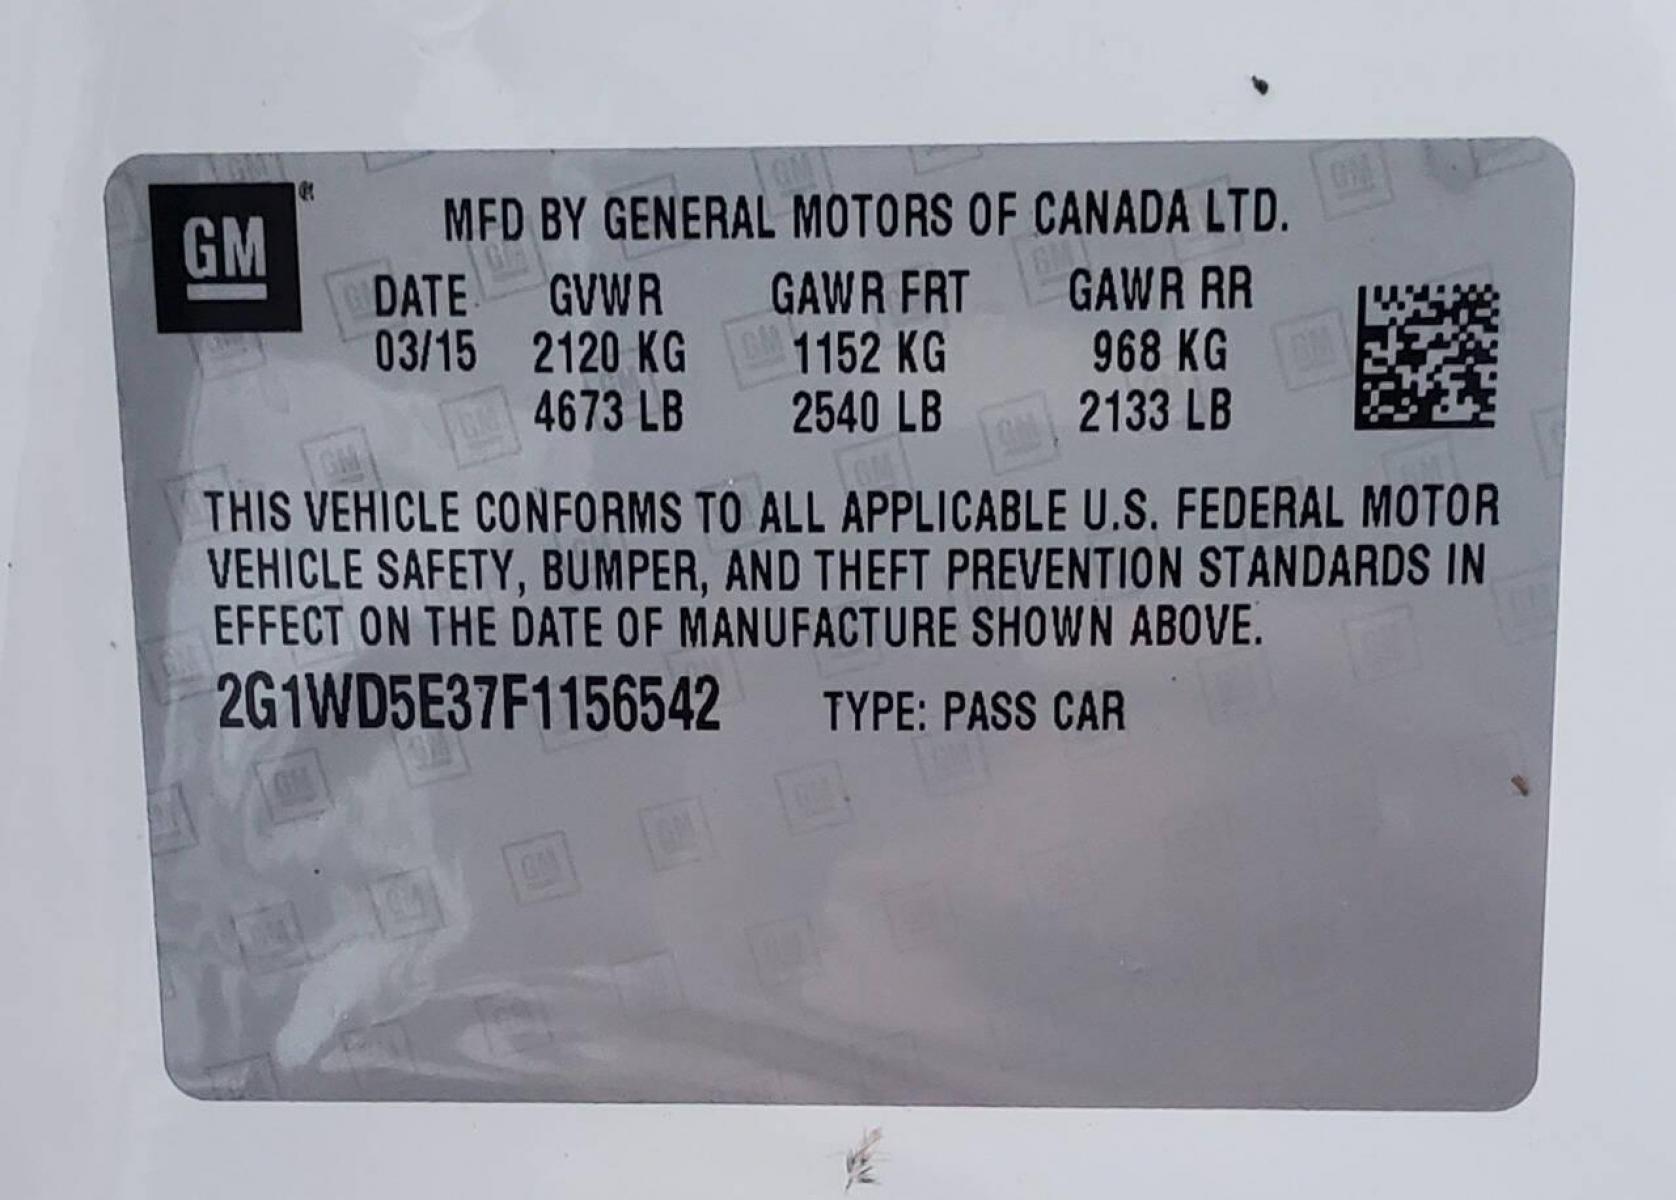 GM
MFD BY GENERAL MOTORS OF CANADA LTD.
DATE GVWR GAWR FRT GAWR RR
03/15 2120 KG 1152 KG 968 KG
4673 LB 2540 LB 2133 LB
THIS VEHICLE CONFORMS TO ALL APPLICABLE U.S. FEDERAL MOTOR
VEHICLE SAFETY, BUMPER, AND THEFT PREVENTION STANDARDS IN
EFFECT ON THE DATE OF MANUFACTURE SHOWN ABOVE.
2G1WD5E37F1156542 TYPE: PASS CAR